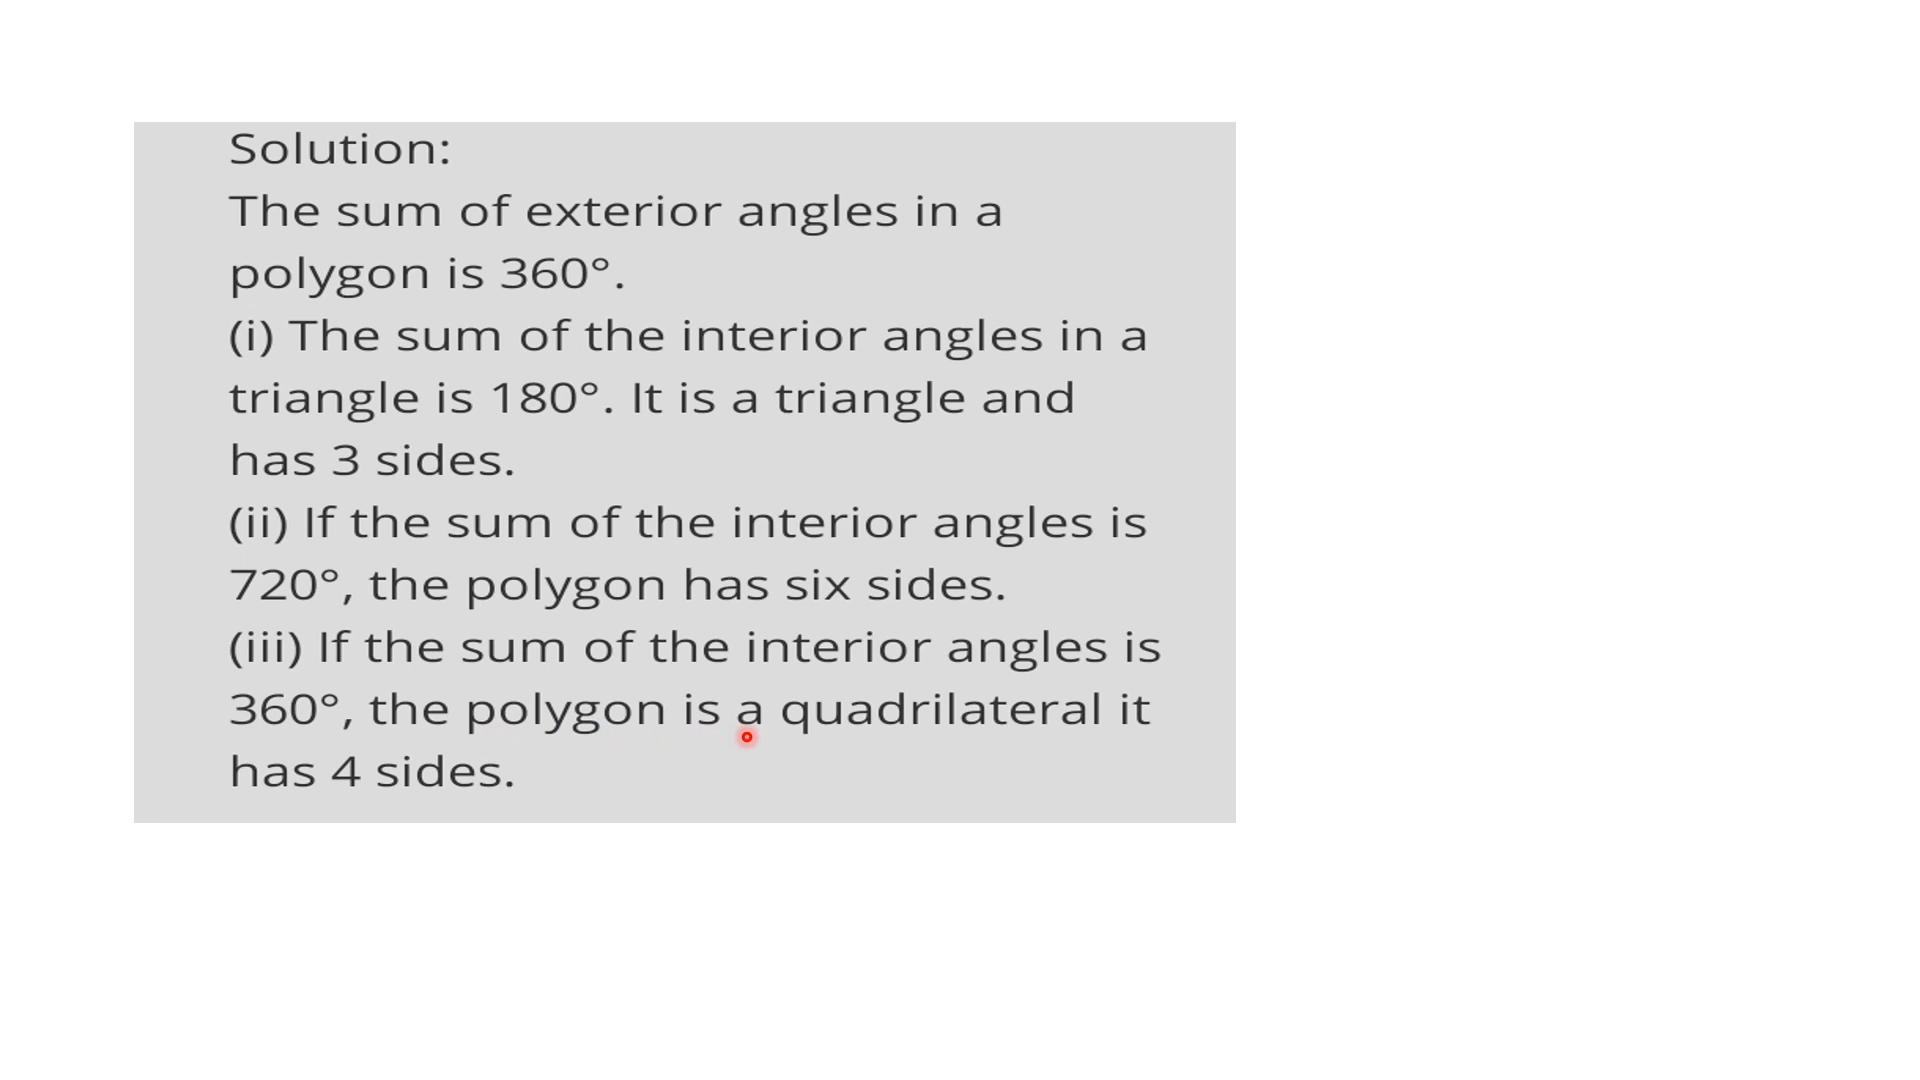 Solution:
The sum of exterior angles in a
polygon is 360°.
(i) The sum of the interior angles in a
triangle is 180°. It is a triangle and
has 3 sides.
(ii) If the sum of the interior angles is
720°, the polygon has six sides.
(iii) If the sum of the interior angles is
360°, the polygon is a quadrilateral it
has 4 sides.